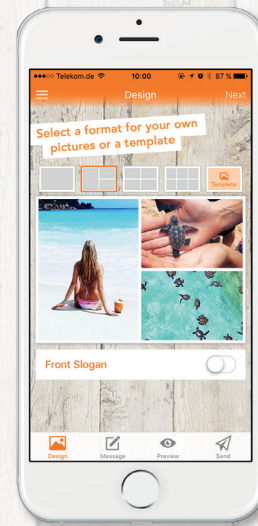 Telekom.de 10:00 87 %
Design Next
Select a format for your own
pictures or a template
Template
Front Slogan
Design Message Preview Send